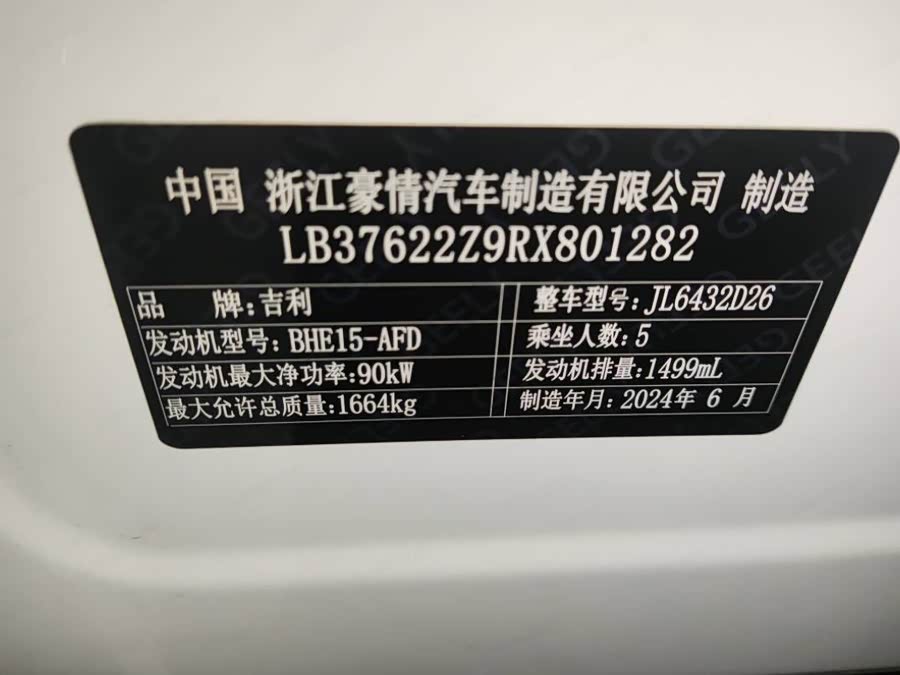 中国 浙江豪情汽车制造有限公司 制造
LB37622Z9RX801282
品 牌:吉利 整车型号:JL6432D26
发动机型号:BHE15-AFD 乘坐人数:5
发动机最大净功率:90kW 发动机排量:1499mL
最大允许总质量:1664kg 制造年月:2024年 6 月
GEELY
GEELY
GEELY